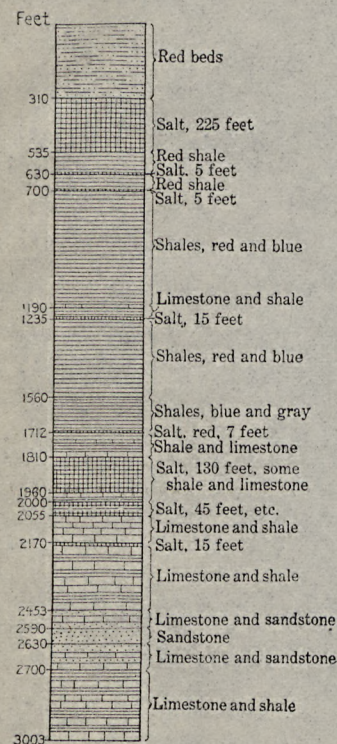 Feet
Red beds
310
Salt, 225 feet
535
Red shale
630
Salt. 5 feet
Red shale
700
Salt, 5 feet
Shales, red and blue
1190
Limestone and shale
1235
Salt, 15 feet
Shales, red and blue
1560
Shales, blue and gray
1712
Salt, red, 7 feet
Shale and limestone
1810
Salt, 130 feet, some
shale and limestone
1960
2000
Salt, 45 feet, etc.
2055
Limestone and shale
2170
Salt, 15 feet
Limestone and shale
2453
Limestone and sandstone
2590
Sandstone
2630
Limestone and sandstone
2700
Limestone and shale
3003